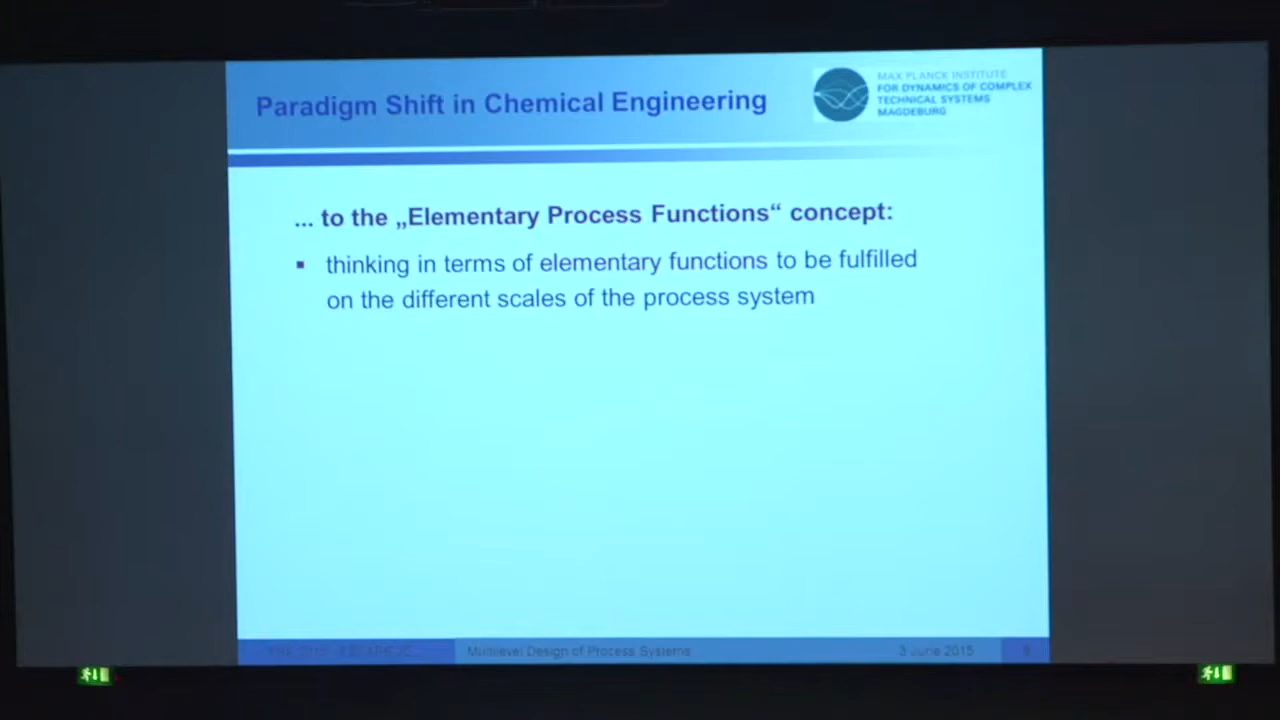 Paradigm Shift in Chemical Engineering
MAX PLANCK INSTITUTE
FOR DYNAMICS OF COMPLEX
TECHNICAL SYSTEMS
MAGDEBURG
... to the „Elementary Process Functions“ concept:
▪ thinking in terms of elementary functions to be fulfilled
on the different scales of the process system
Multilevel Design of Process Systems
3 June 2015